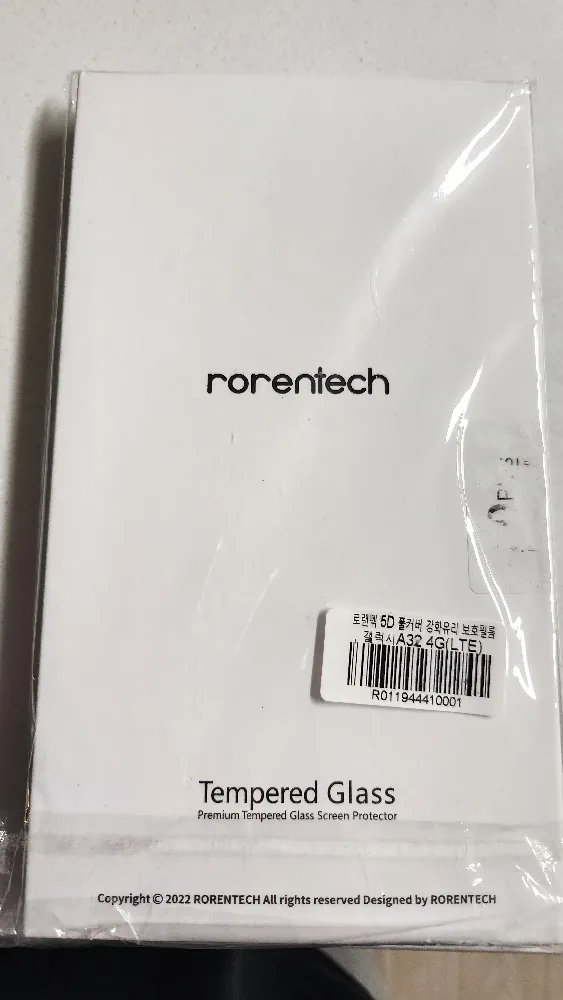 rorentech
로랜텍 5D 풀커버 강화유리 보호필름
갤럭시A32 4G(LTE)
R011944410001
Tempered Glass
Premium Tempered Glass Screen Protector
Copyright © 2022 RORENTECH All rights reserved Designed by RORENTECH